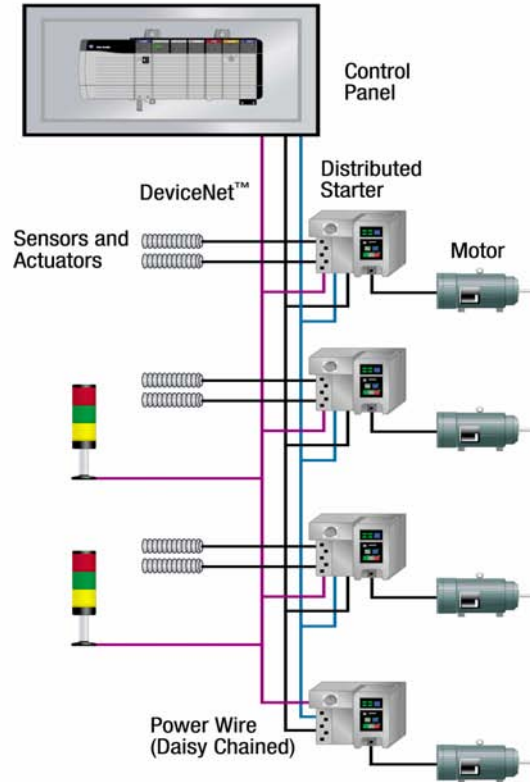 Control
Panel
DeviceNet™
Distributed
Starter
Sensors and
Actuators
Motor
Power Wire
(Daisy Chained)